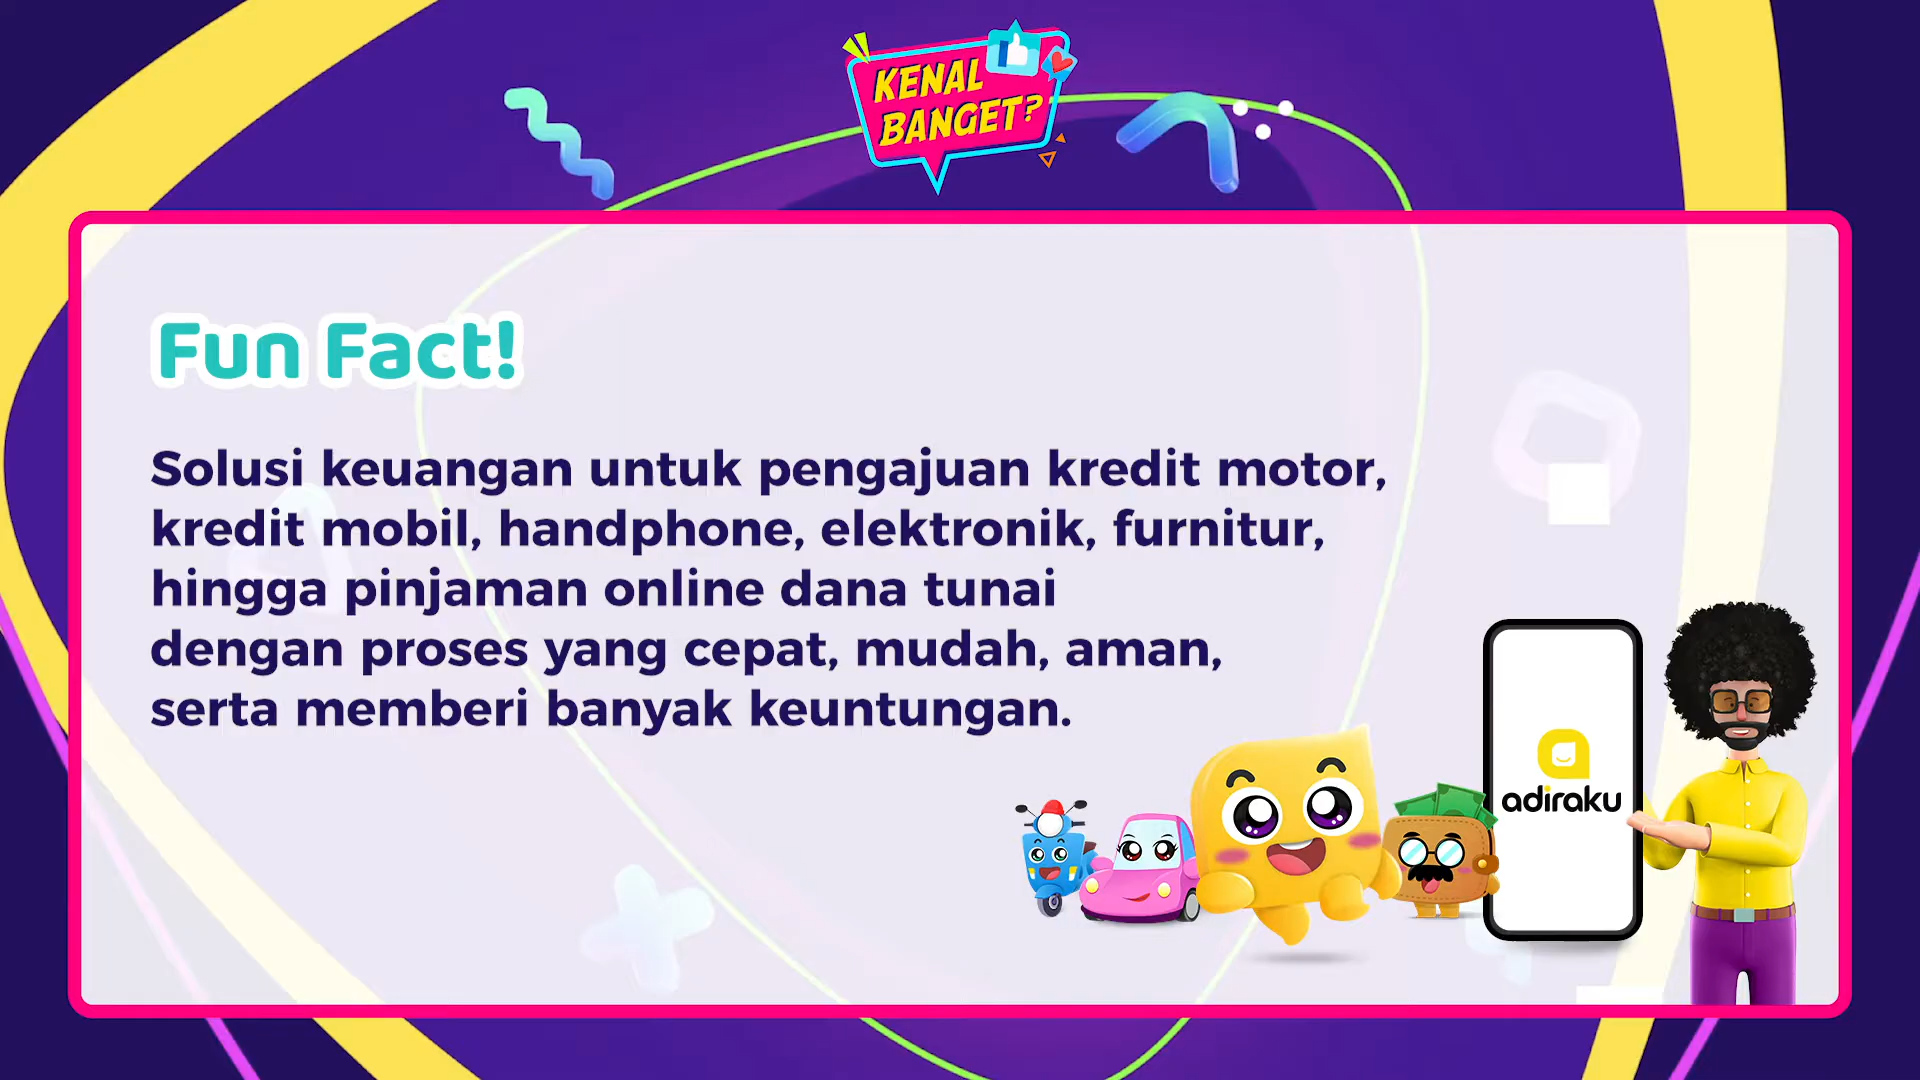 KENAL
BANGET?
Fun Fact!
Solusi keuangan untuk pengajuan kredit motor,
kredit mobil, handphone, elektronik, furnitur,
hingga pinjaman online dana tunai
dengan proses yang cepat, mudah, aman,
serta memberi banyak keuntungan.
adiraku